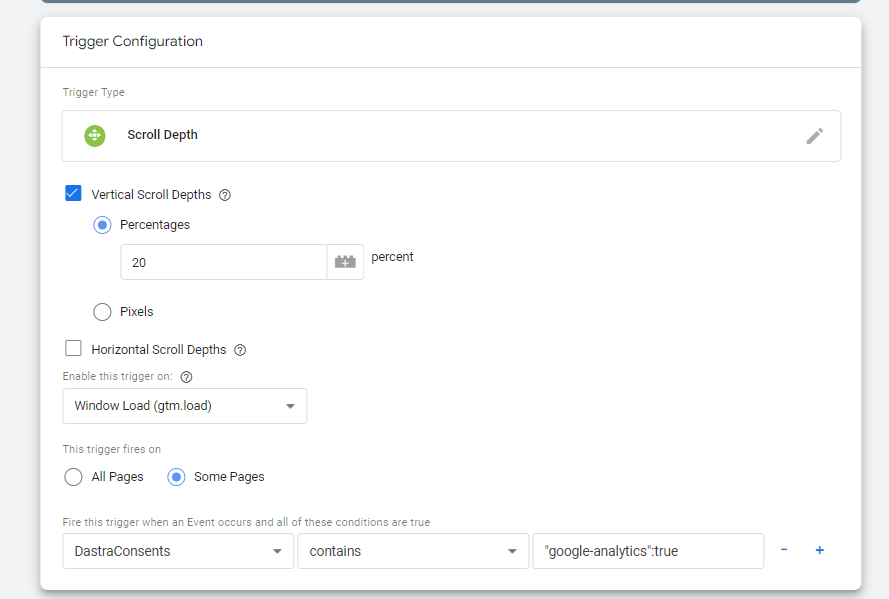 Trigger Configuration
Trigger Type
Scroll Depth
Vertical Scroll Depths
Percentages
20 percent
Pixels
Horizontal Scroll Depths
Enable this trigger on:
Window Load (gtm.load)
This trigger fires on
All Pages Some Pages
Fire this trigger when an Event occurs and all of these conditions are true
DastraConsents contains "google-analytics":true - +